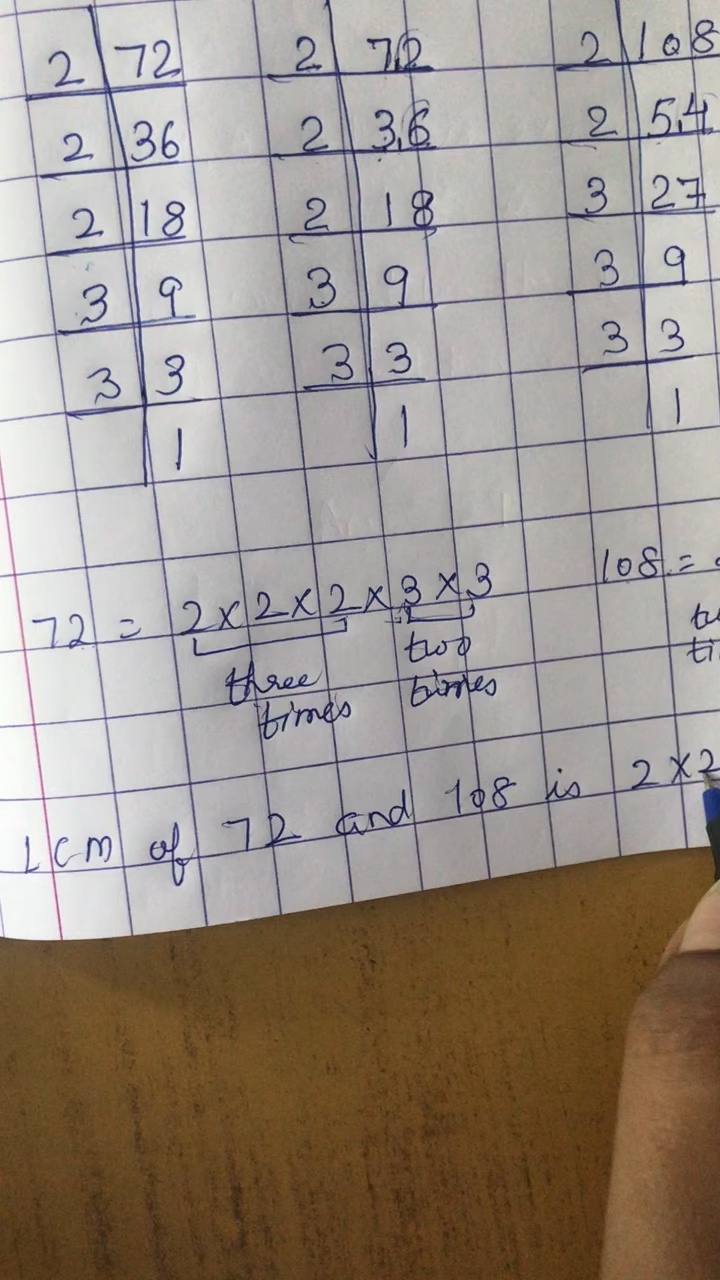 2 72 2 72 2 108
2 36 2 36 2 54
2 18 2 18 3 27
3 9 3 9 3 9
3 3 3 3 3 3
1 1 1
72 = 2 × 2 × 2 × 3 × 3 108 =
three times two times
LCM of 72 and 108 is 2 × 2